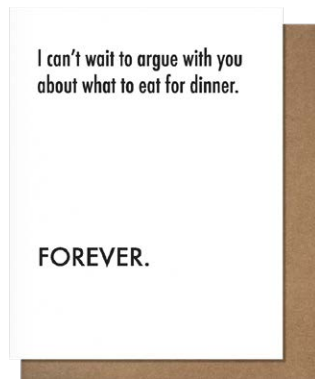 I can't wait to argue with you
about what to eat for dinner.
FOREVER.